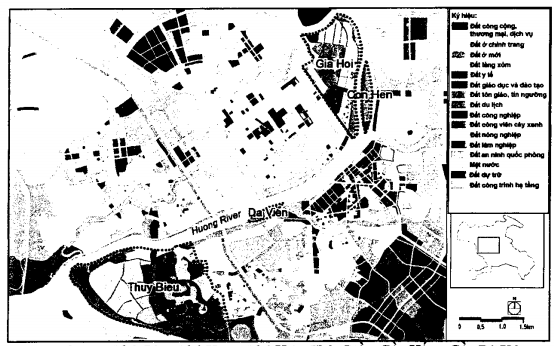 Gia Hoi
Con Hen
Da Vien
Huong River
Thuy Bieu
Ký hiệu:
Đất công cộng,
thương mại, dịch vụ
Đất ở chỉnh trang
Đất ở mới
Đất làng xóm
Đất y tế
Đất giáo dục và đào tạo
Đất tôn giáo, tín ngưỡng
Đất du lịch
Đất công nghiệp
Đất công viên cây xanh
Đất nông nghiệp
Đất lâm nghiệp
Đất an ninh quốc phòng
Mặt nước
Đất dự trữ
Đất công trình hạ tầng
N
0 0.5 1.0 1.5km